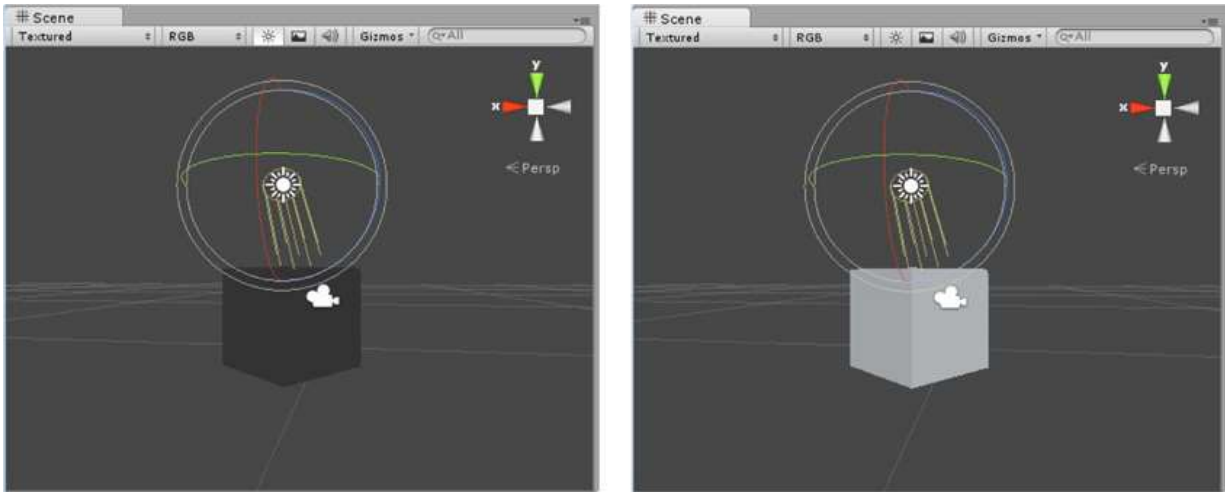 Scene
Textured RGB Gizmos All
y
x
Persp
Scene
Textured RGB Gizmos All
y
x
Persp